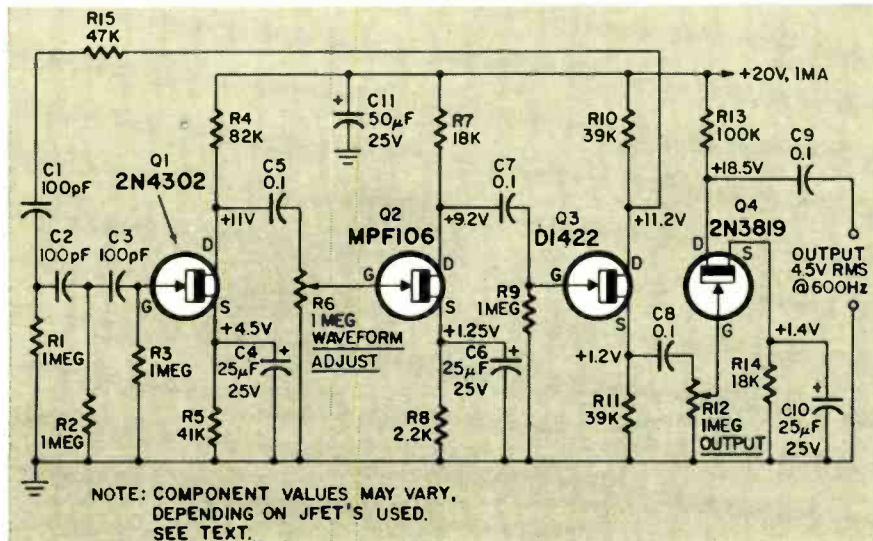 R15
47K
C1
100pF
Q1
2N4302
C2
100pF
C3
100pF
G
D
S
R1
1MEG
R2
1MEG
R3
1MEG
R4
82K
+11V
+4.5V
C4
25μF
25V
R5
41K
C11
50μF
25V
+
C5
0.1
R6
1MEG
WAVEFORM
ADJUST
R7
18K
+9.2V
Q2
MPF106
G
D
S
+1.25V
C6
25μF
25V
+
R8
2.2K
C7
0.1
R9
1MEG
Q3
D1422
G
D
S
R10
39K
+11.2V
+1.2V
R11
39K
C8
0.1
R12
1MEG
OUTPUT
+20V, 1MA
R13
100K
+18.5V
C9
0.1
Q4
2N3819
D
S
G
+1.4V
R14
18K
C10
25μF
25V
+
+
OUTPUT
4.5V RMS
@600Hz
NOTE: COMPONENT VALUES MAY VARY,
DEPENDING ON JFET'S USED.
SEE TEXT.